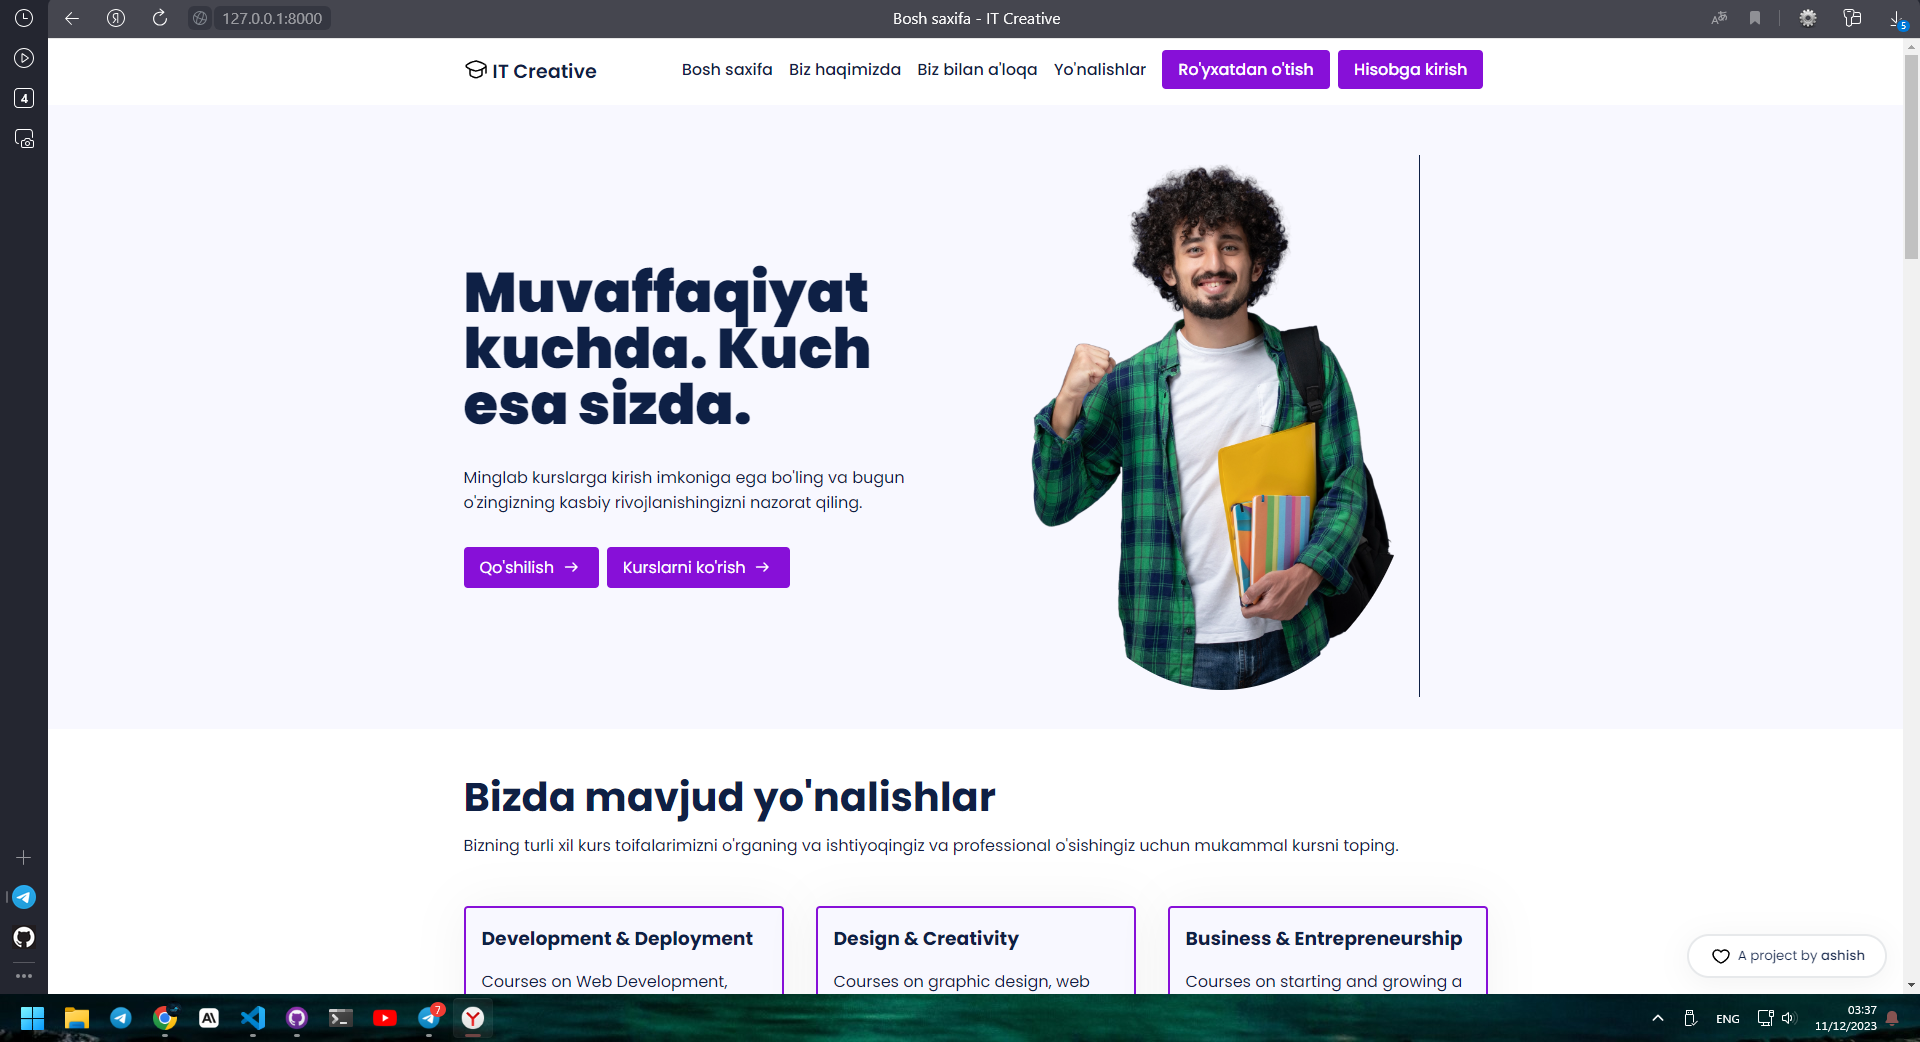 127.0.0.1:8000
Bosh saxifa - IT Creative
5
4
IT Creative
Bosh saxifa
Biz haqimizda
Biz bilan a'loqa
Yo'nalishlar
Ro'yxatdan o'tish
Hisobga kirish
Muvaffaqiyat
kuchda. Kuch
esa sizda.
Minglab kurslarga kirish imkoniga ega bo'ling va bugun
o'zingizning kasbiy rivojlanishingizni nazorat qiling.
Qo'shilish →
Kurslarni ko'rish →
Bizda mavjud yo'nalishlar
Bizning turli xil kurs toifalarimizni o'rganing va ishtiyoqingiz va professional o'sishingiz uchun mukammal kursni toping.
Development & Deployment
Courses on Web Development,
Design & Creativity
Courses on graphic design, web
Business & Entrepreneurship
Courses on starting and growing a
A project by ashish
7
ENG
03:37
11/12/2023